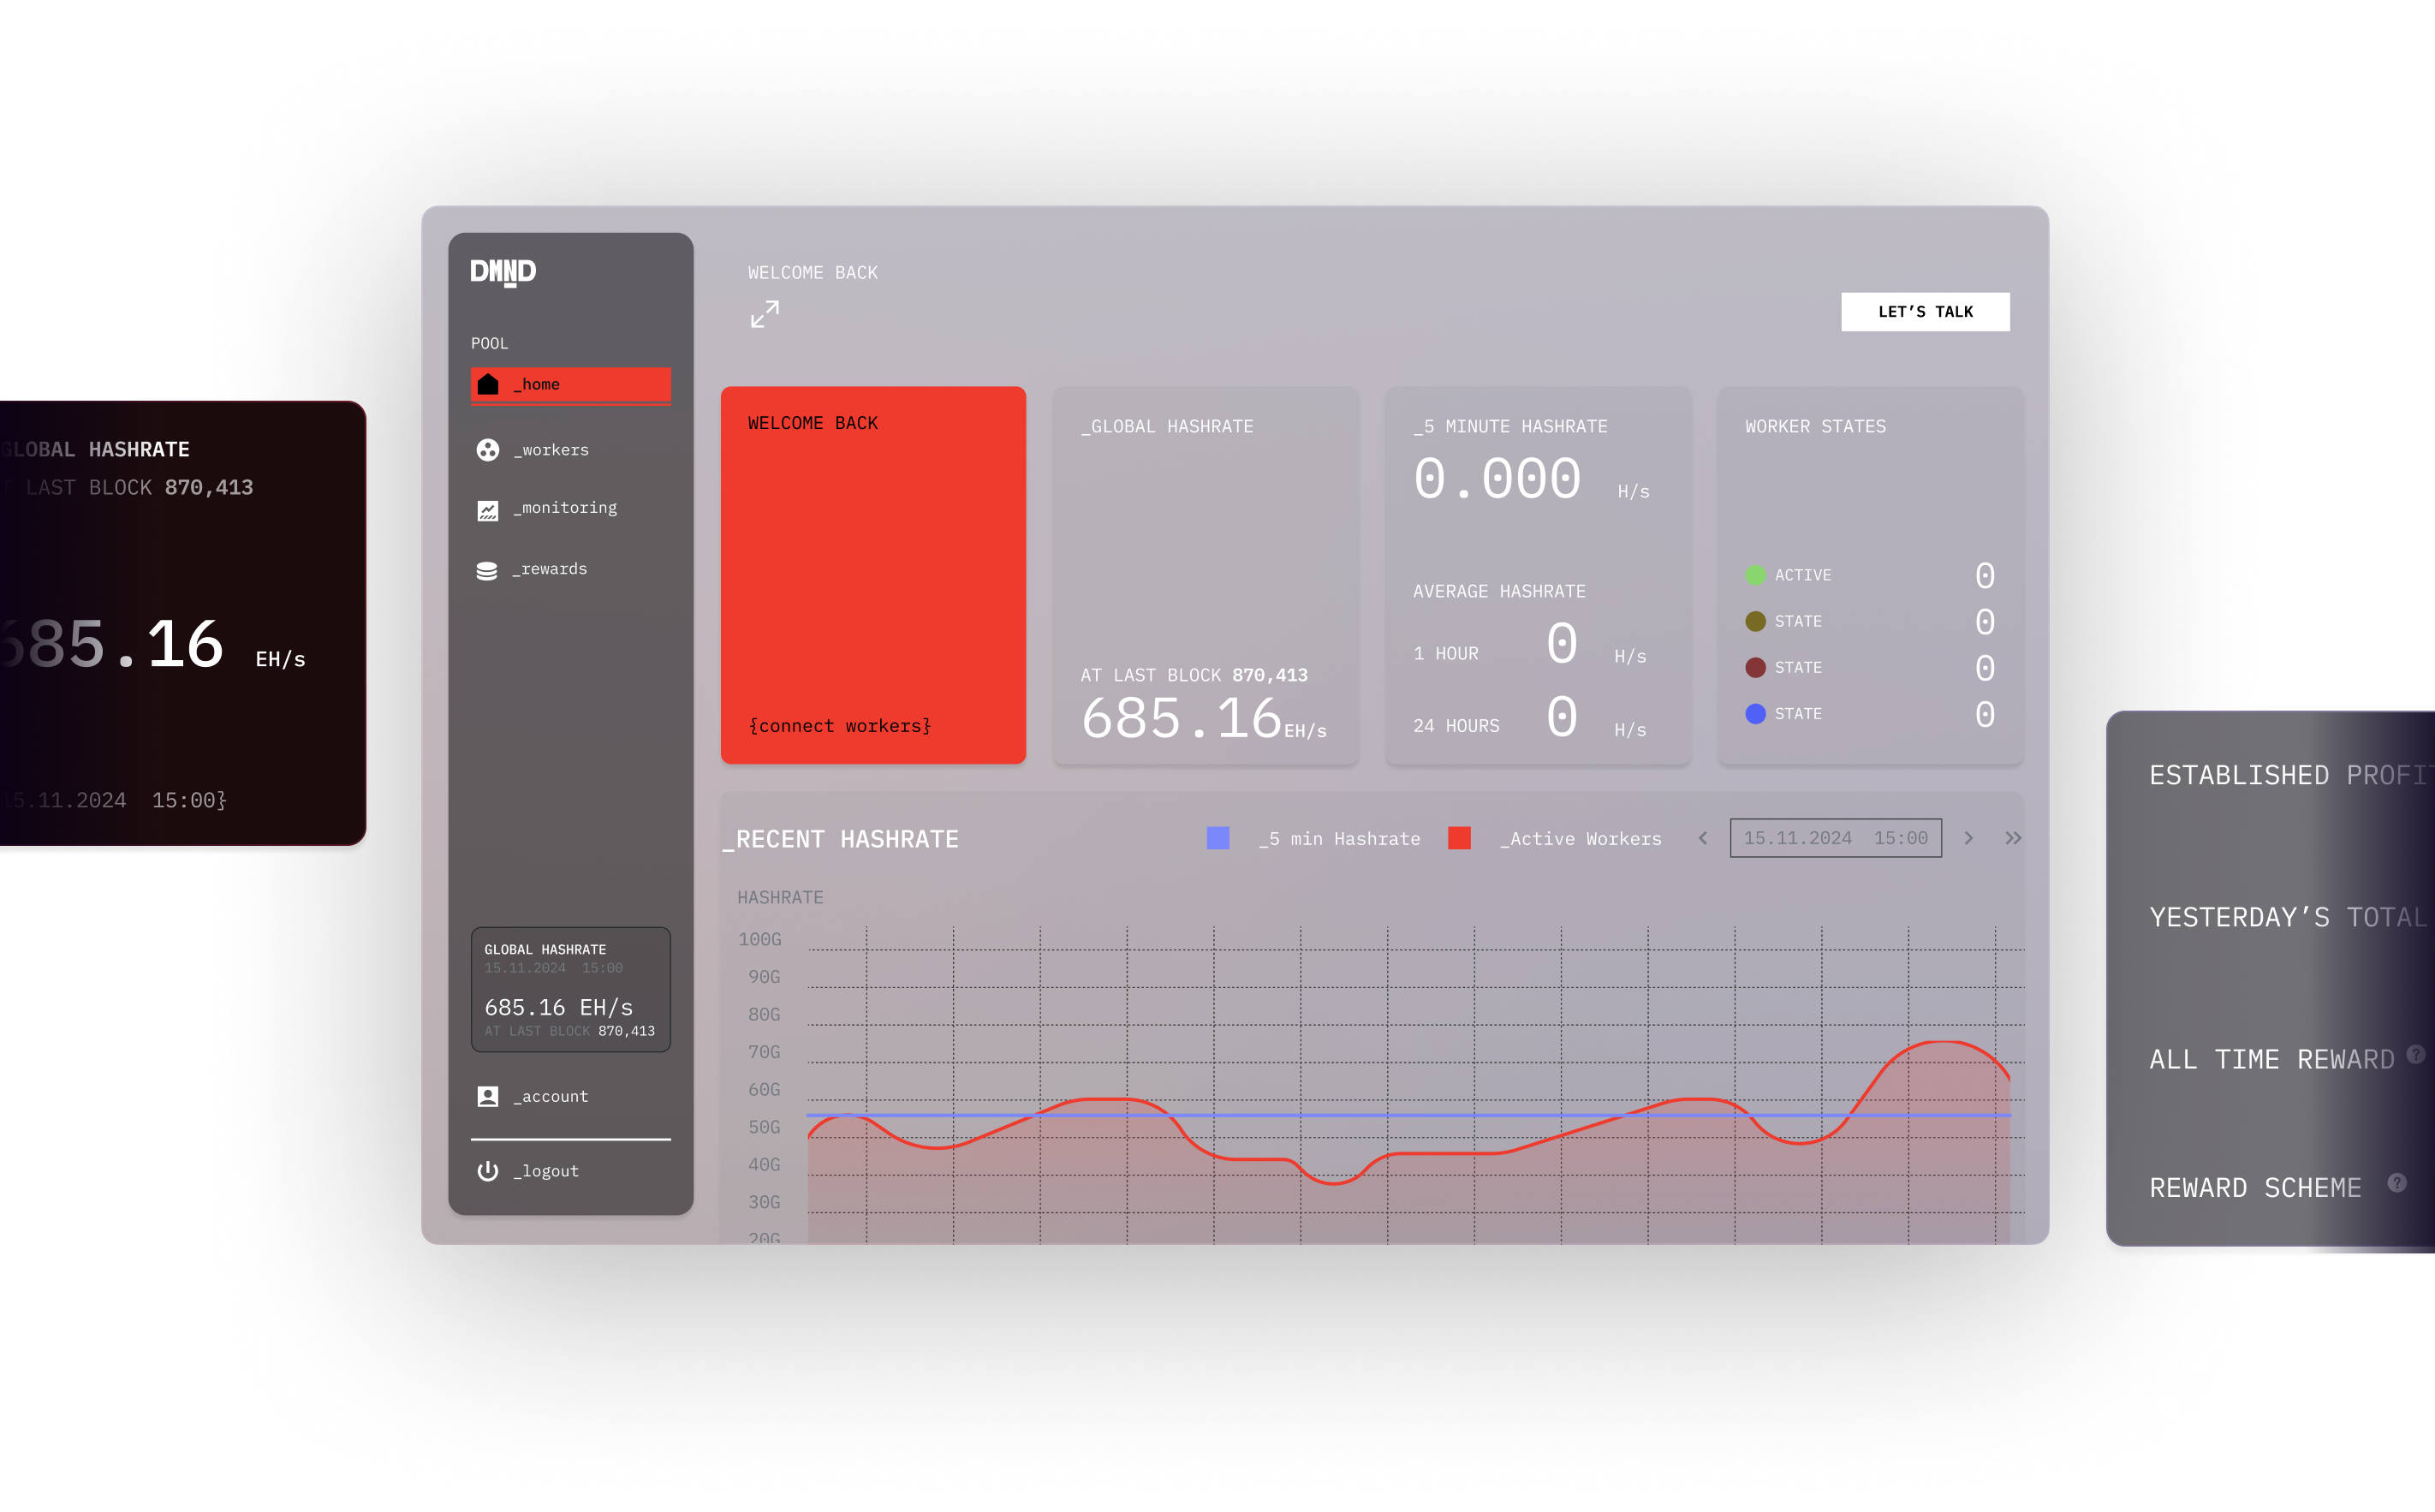 GLOBAL HASHRATE
LAST BLOCK 870,413
685.16 EH/s
15.11.2024 15:00}
DMND
POOL
_home
_workers
_monitoring
_rewards
GLOBAL HASHRATE
15.11.2024 15:00
685.16 EH/s
AT LAST BLOCK 870,413
_account
_logout
WELCOME BACK
LET’S TALK
WELCOME BACK
{connect workers}
_GLOBAL HASHRATE
AT LAST BLOCK 870,413
685.16EH/s
_5 MINUTE HASHRATE
0.000 H/s
AVERAGE HASHRATE
1 HOUR 0 H/s
24 HOURS 0 H/s
WORKER STATES
ACTIVE 0
STATE 0
STATE 0
STATE 0
_RECENT HASHRATE
_5 min Hashrate
_Active Workers
15.11.2024 15:00
HASHRATE
100G
90G
80G
70G
60G
50G
40G
30G
20G
ESTABLISHED PROFIT
YESTERDAY’S TOTAL
ALL TIME REWARD ?
REWARD SCHEME ?